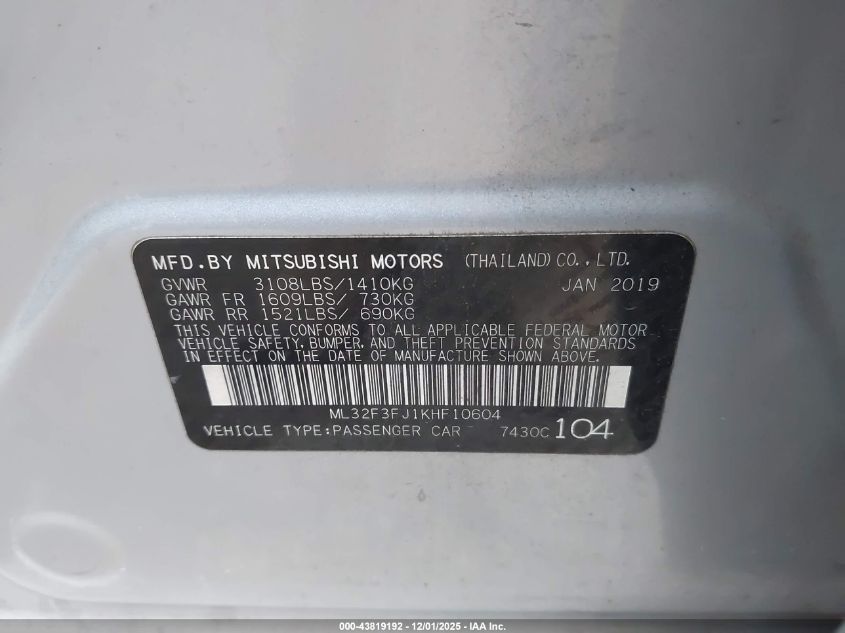 MFD.BY MITSUBISHI MOTORS (THAILAND) CO.,LTD.
GVWR 3108LBS/1410KG JAN 2019
GAWR FR 1609LBS/ 730KG
GAWR RR 1521LBS/ 690KG
THIS VEHICLE CONFORMS TO ALL APPLICABLE FEDERAL MOTOR
VEHICLE SAFETY, BUMPER, AND THEFT PREVENTION STANDARDS
IN EFFECT ON THE DATE OF MANUFACTURE SHOWN ABOVE.
ML32F3FJ1KHF10604
VEHICLE TYPE:PASSENGER CAR 7430C 104
000-43819192 - 12/01/2025 - IAA Inc.